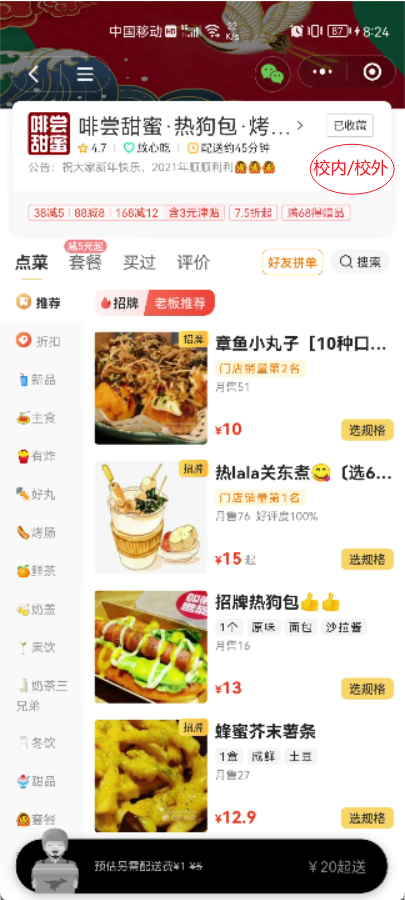 中国移动 HD 22 K/s 87 8:24
啡尝甜蜜
啡尝甜蜜·热狗包·烤...
已收藏
4.7 放心吃 配送约45分钟
公告：祝大家新年快乐，2021年顺顺利利
校内/校外
38减5 88减8 168减12 含3元津贴 7.5折起 满68得赠品
减5元起
点菜 套餐 买过 评价 好友拼单 搜索
推荐
招牌 老板推荐
折扣
新品
主食
有炸
好丸
烤肠
鲜茶
奶盖
果饮
奶茶三兄弟
冬饮
甜品
套餐
招牌
章鱼小丸子［10种口...
门店销量第2名
月售51
¥10 选规格
招牌
热lala关东煮😋〔选6...
门店销量第1名
月售76 好评度100%
¥15起 选规格
招牌
招牌热狗包👍👍
1个 原味 面包 沙拉酱
月售16
¥13 选规格
招牌
蜂蜜芥末薯条
1盒 咸鲜 土豆
月售27
¥12.9 选规格
预估另需配送费¥1 ¥5
¥20起送